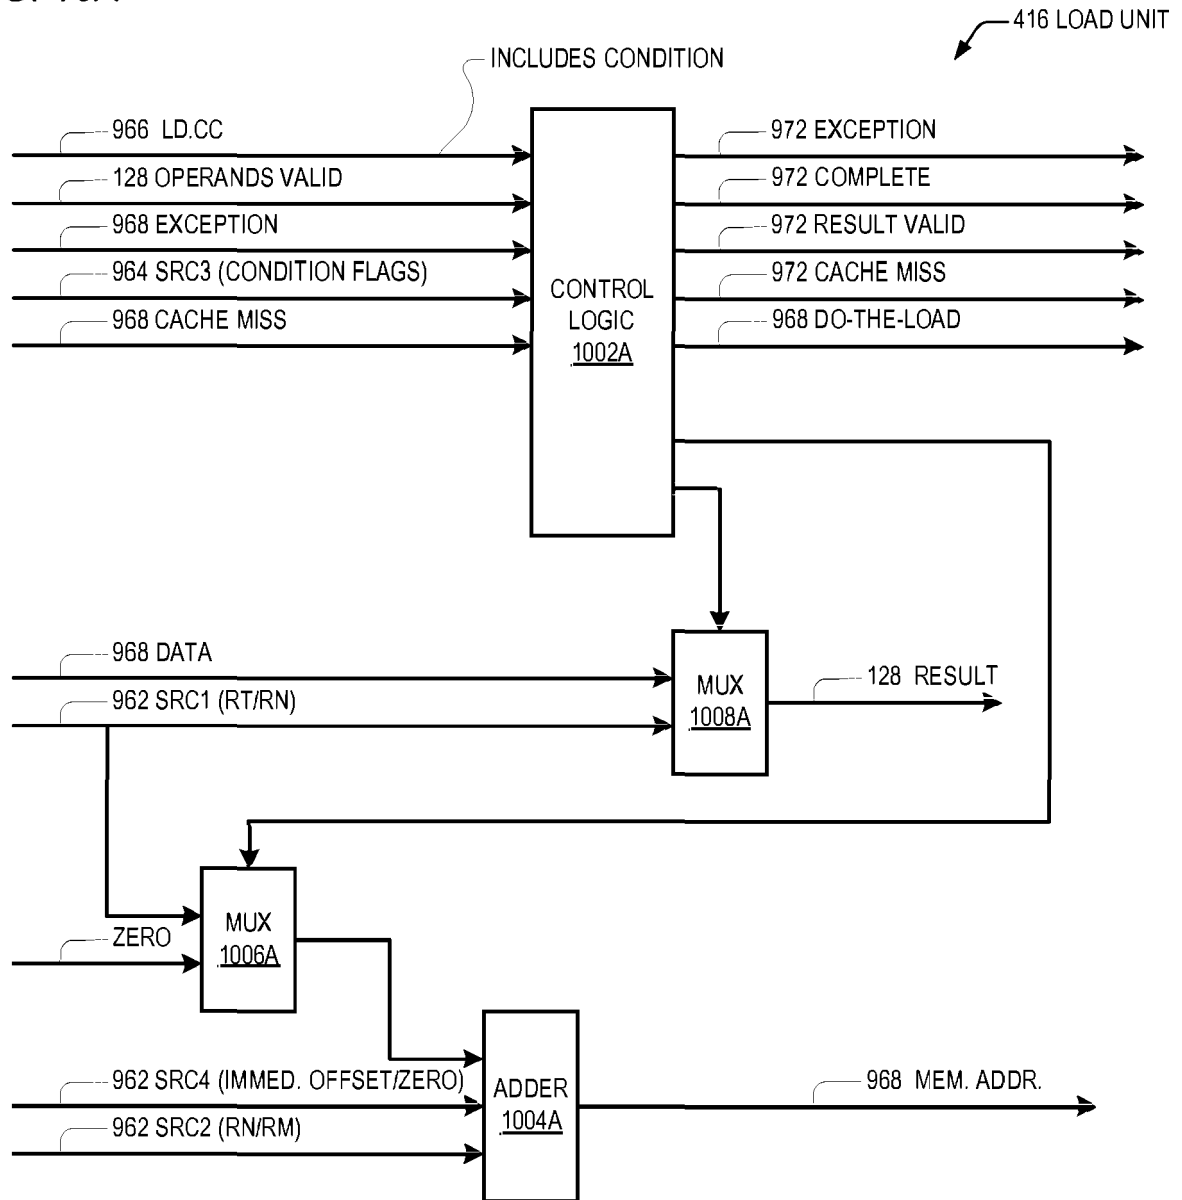 416 LOAD UNIT
INCLUDES CONDITION
966 LD.CC
972 EXCEPTION
128 OPERANDS VALID
972 COMPLETE
968 EXCEPTION
972 RESULT VALID
964 SRC3 (CONDITION FLAGS)
972 CACHE MISS
968 CACHE MISS
968 DO-THE-LOAD
CONTROL
LOGIC
1002A
968 DATA
962 SRC1 (RT/RN)
MUX
1008A
128 RESULT
ZERO
MUX
1006A
962 SRC4 (IMMED. OFFSET/ZERO)
962 SRC2 (RN/RM)
ADDER
1004A
968 MEM. ADDR.